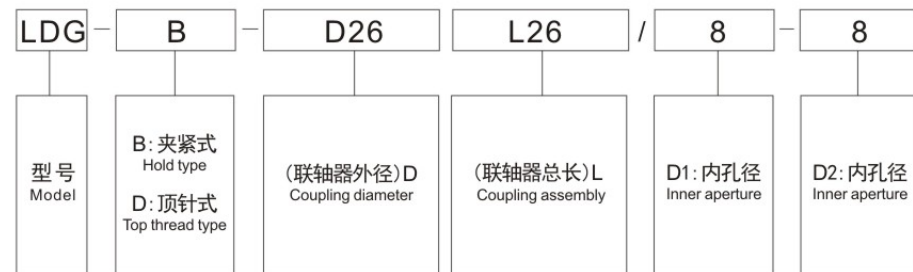 LDG - B - D26 L26 / 8 - 8
型号
Model
B:夹紧式
Hold type
D:顶针式
Top thread type
(联轴器外径)D
Coupling diameter
(联轴器总长)L
Coupling assembly
D1:内孔径
Inner aperture
D2:内孔径
Inner aperture